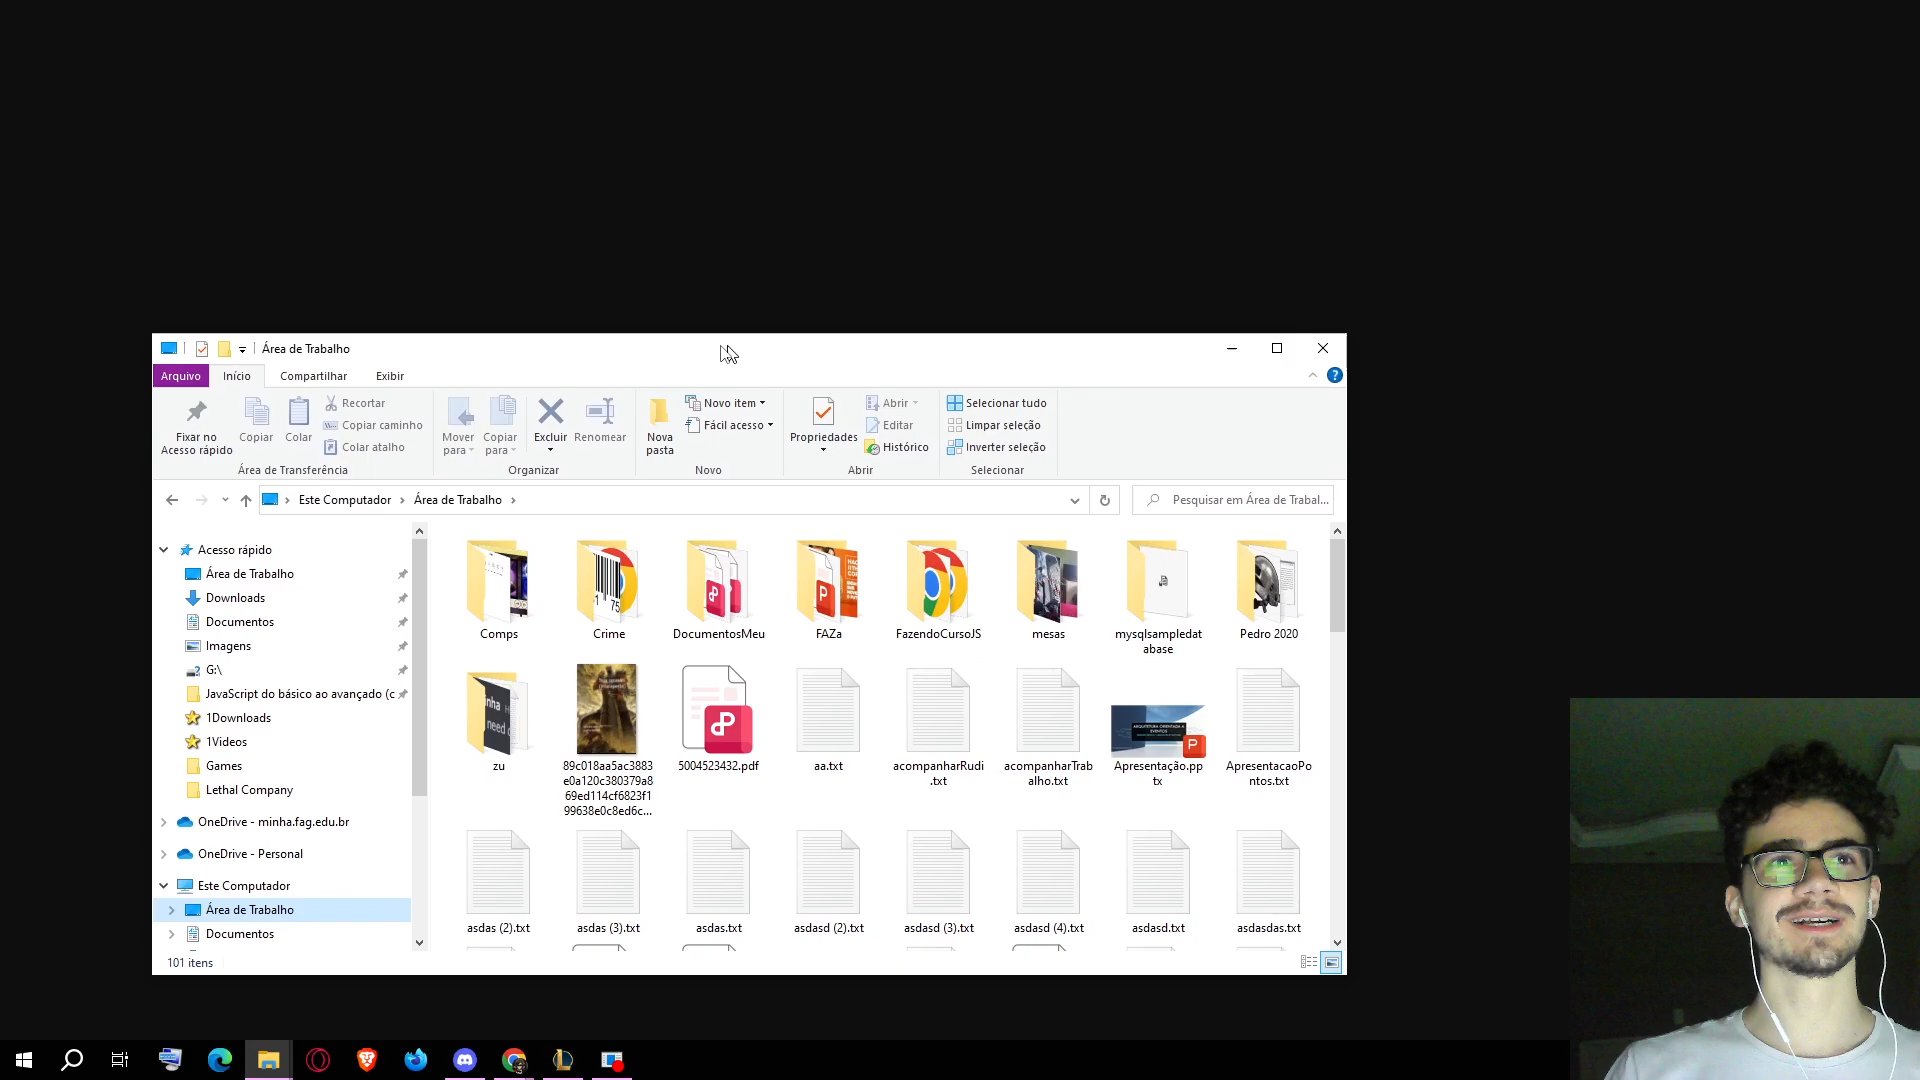 Área de Trabalho
Arquivo
Início
Compartilhar
Exibir
Fixar no
Acesso rápido
Copiar
Colar
Recortar
Copiar caminho
Colar atalho
Área de Transferência
Mover
para
Copiar
para
Excluir
Renomear
Organizar
Nova
pasta
Novo item
Fácil acesso
Novo
Propriedades
Abrir
Editar
Histórico
Abrir
Selecionar tudo
Limpar seleção
Inverter seleção
Selecionar
Este Computador
Área de Trabalho
Pesquisar em Área de Trabal...
Acesso rápido
Área de Trabalho
Downloads
Documentos
Imagens
G:\
JavaScript do básico ao avançado (c
1Downloads
1Videos
Games
Lethal Company
OneDrive - minha.fag.edu.br
OneDrive - Personal
Este Computador
Área de Trabalho
Documentos
Comps
Crime
DocumentosMeu
FAZa
FazendoCursoJS
mesas
mysqlsampledat
abase
Pedro 2020
zu
89c018aa5ac3883
e0a120c380379a8
69ed114cf6823f1
99638e0c8ed6c...
5004523432.pdf
aa.txt
acompanharRudi
.txt
acompanharTrab
alho.txt
ARQUITETURA ORIENTADA A
EVENTOS
Apresentação.pp
tx
ApresentacaoPo
ntos.txt
asdas (2).txt
asdas (3).txt
asdas.txt
asdasd (2).txt
asdasd (3).txt
asdasd (4).txt
asdasd.txt
asdasdas.txt
101 itens